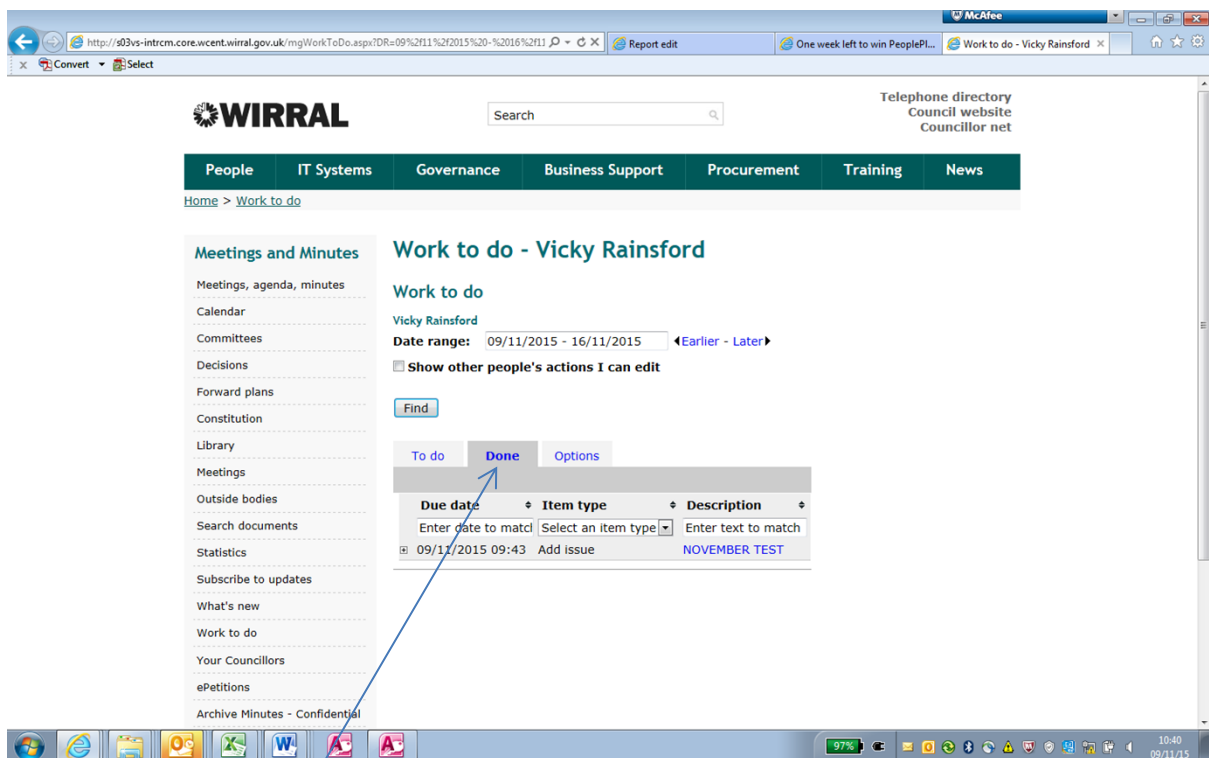 McAfee
http://s03vs-intrcm.core.wcent.wirral.gov.uk/mgWorkToDo.aspx?DR=09%2f11%2f2015%20-%2016%2f11
Report edit
One week left to win PeoplePl...
Work to do - Vicky Rainsford
x Convert Select
WIRRAL
Search
Telephone directory
Council website
Councillor net
People IT Systems Governance Business Support Procurement Training News
Home > Work to do
Meetings and Minutes
Meetings, agenda, minutes
Calendar
Committees
Decisions
Forward plans
Constitution
Library
Meetings
Outside bodies
Search documents
Statistics
Subscribe to updates
What's new
Work to do
Your Councillors
ePetitions
Archive Minutes - Confidential
Work to do - Vicky Rainsford
Work to do
Vicky Rainsford
Date range: 09/11/2015 - 16/11/2015 Earlier - Later
Show other people's actions I can edit
Find
To do Done Options
Due date Item type Description
Enter date to matcl Select an item type Enter text to match
09/11/2015 09:43 Add issue NOVEMBER TEST
97%
10:40
09/11/15